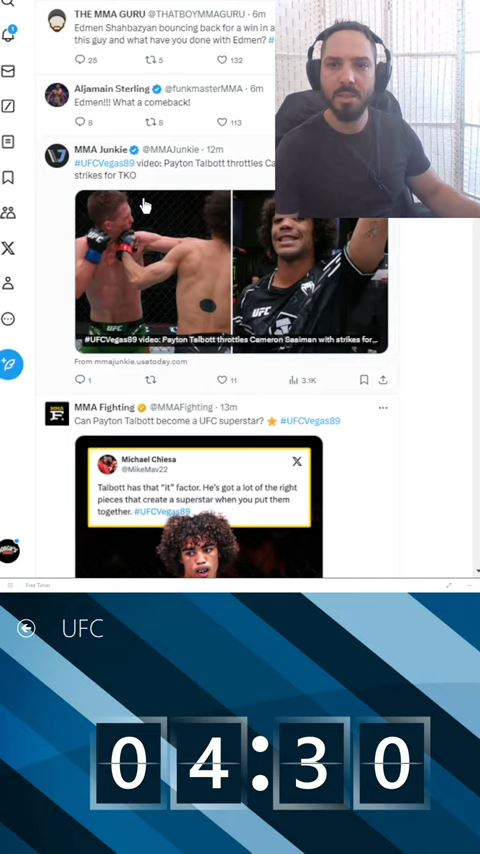 THE MMA GURU @THATBOYMMAGURU · 6m
Edmen Shahbazyan bouncing back for a win in a
this guy and what have you done with Edmen? #
25 5 132
Aljamain Sterling @funkmasterMMA · 6m
Edmen!!! What a comeback!
8 8 113
MMA Junkie @MMAJunkie · 12m
#UFCVegas89 video: Payton Talbott throttles Ca
strikes for TKO
UFC
#UFCVegas89 video: Payton Talbott throttles Cameron Saaiman with strikes for...
From mmajunkie.usatoday.com
1 11 3.1K
MMA Fighting @MMAFighting · 13m
Can Payton Talbott become a UFC superstar? ⭐ #UFCVegas89
Michael Chiesa
@MikeMav22
Talbott has that "it" factor. He's got a lot of the right
pieces that create a superstar when you put them
together. #UFCVegas89
Free Timer
UFC
04:30